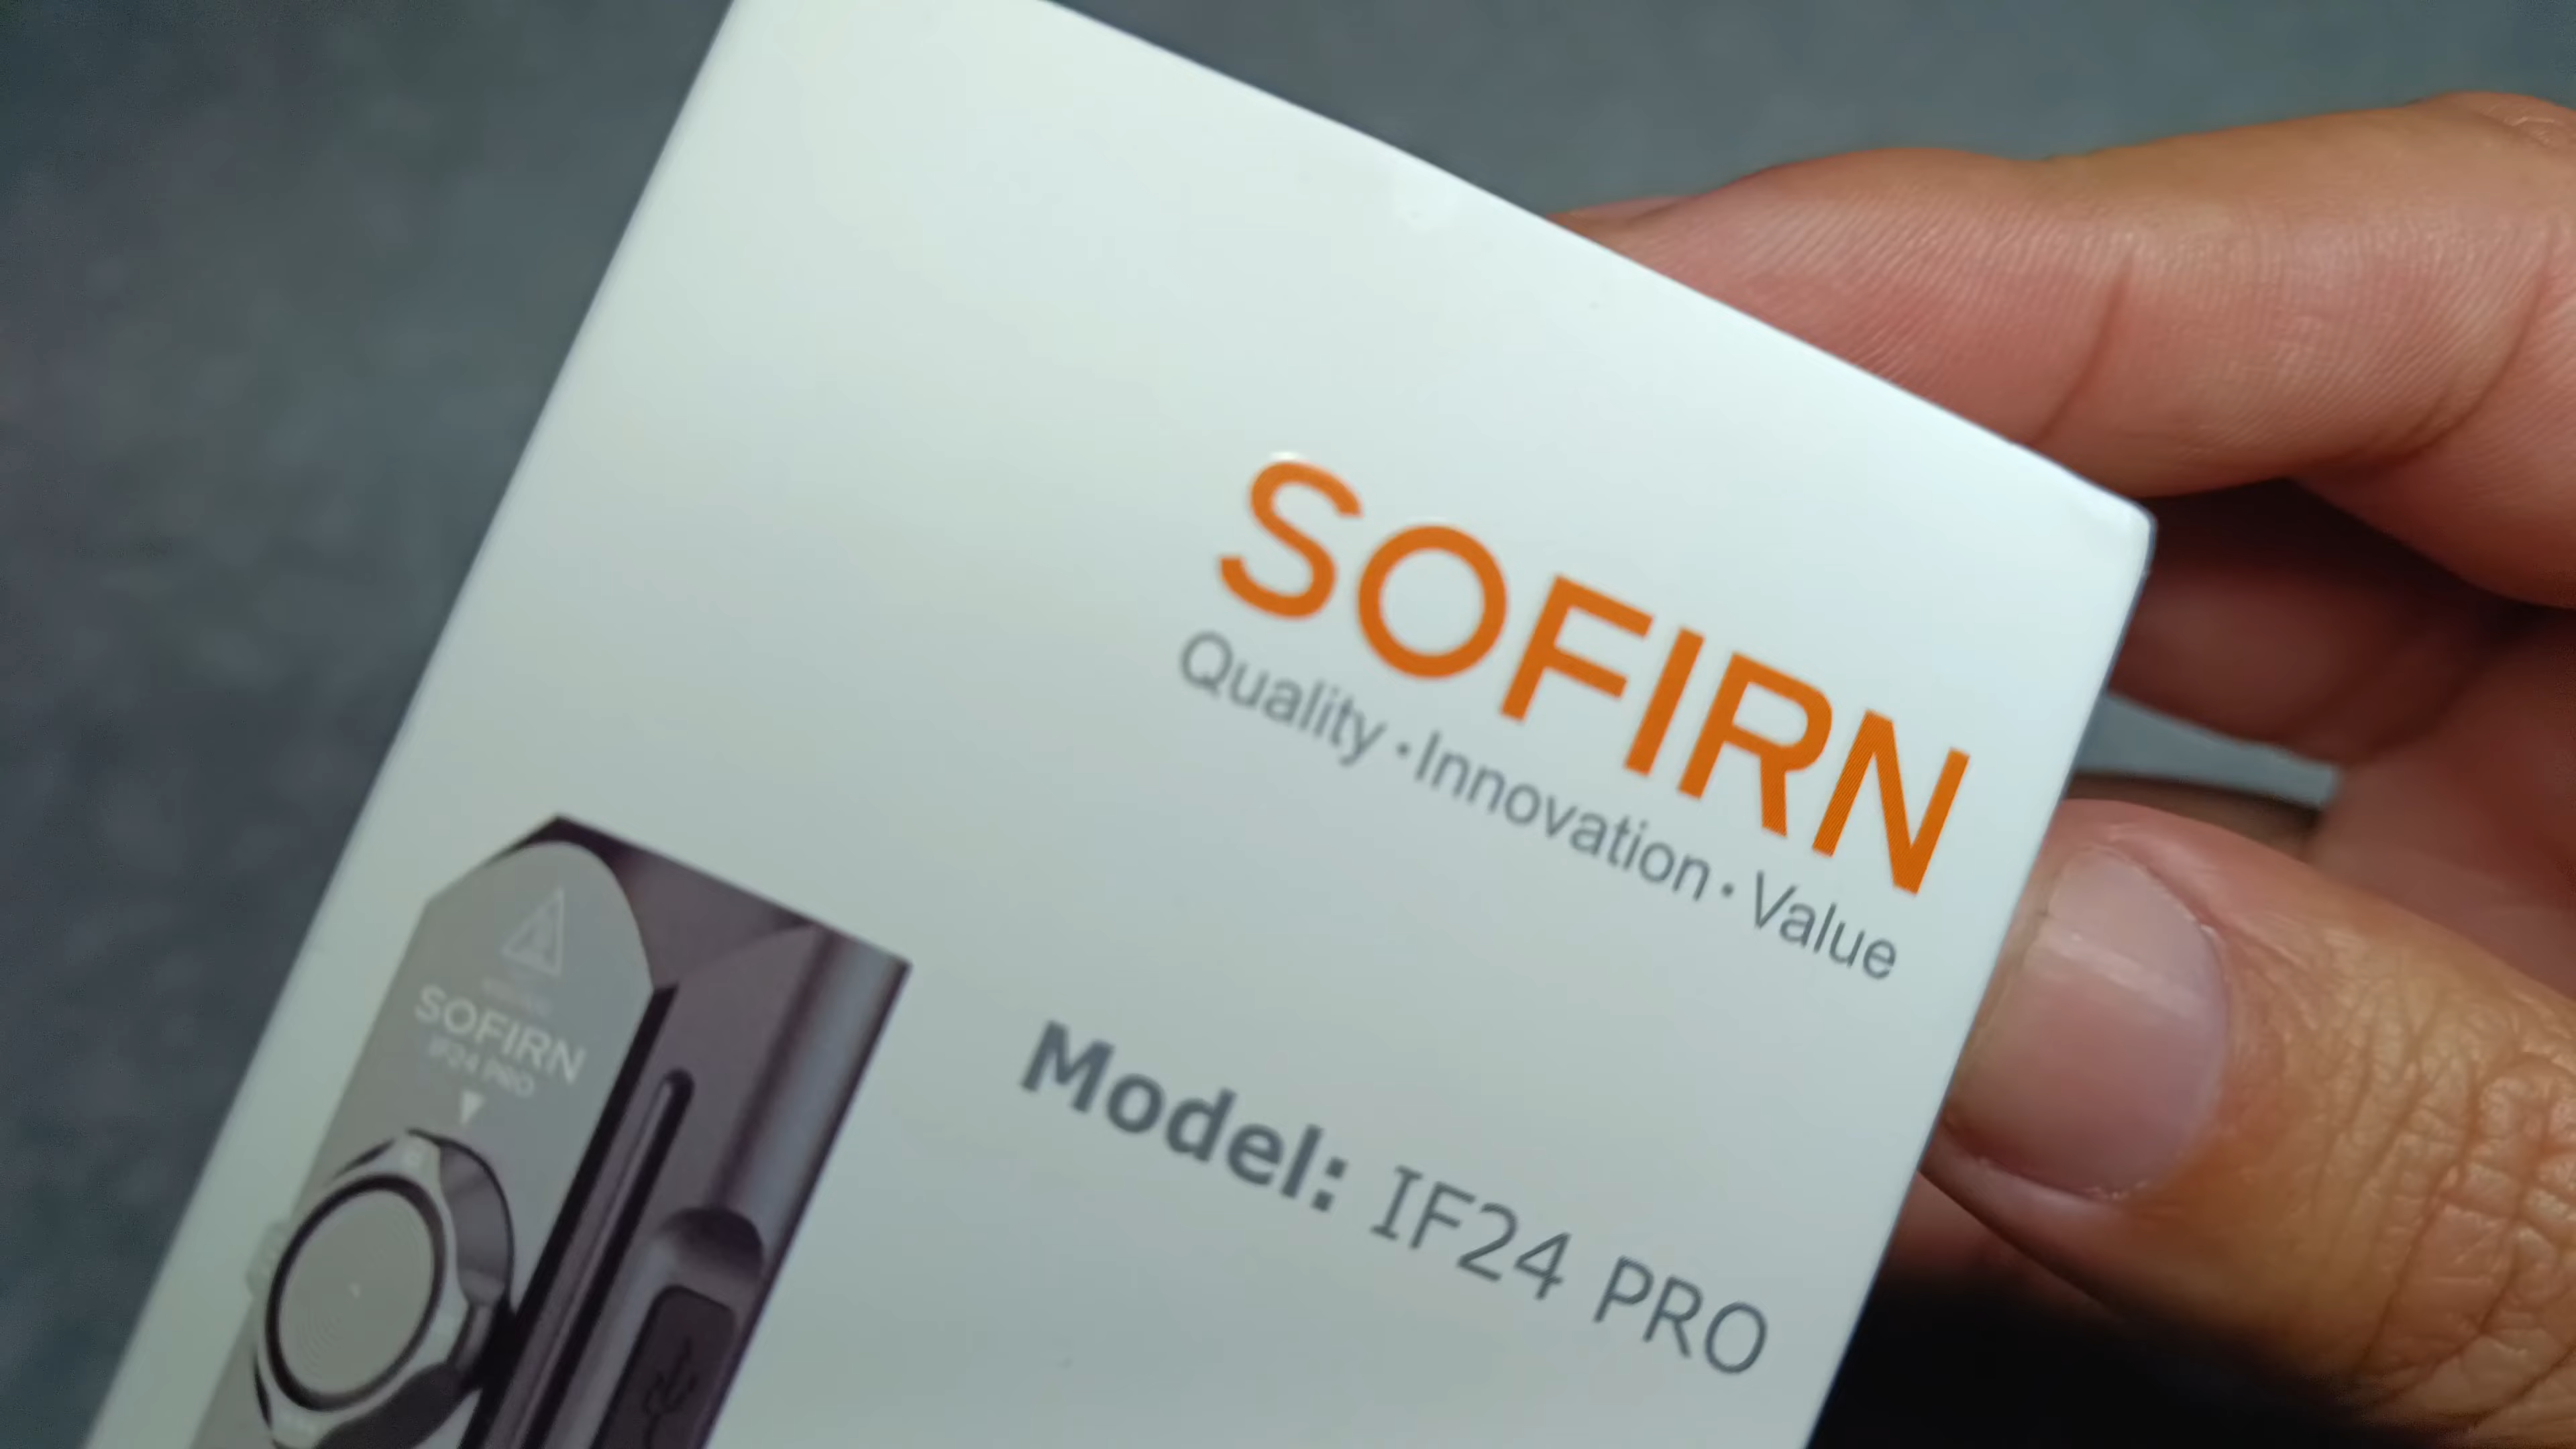 SOFIRN
Quality · Innovation · Value
Model: IF24 PRO
SOFIRN
IF24 PRO